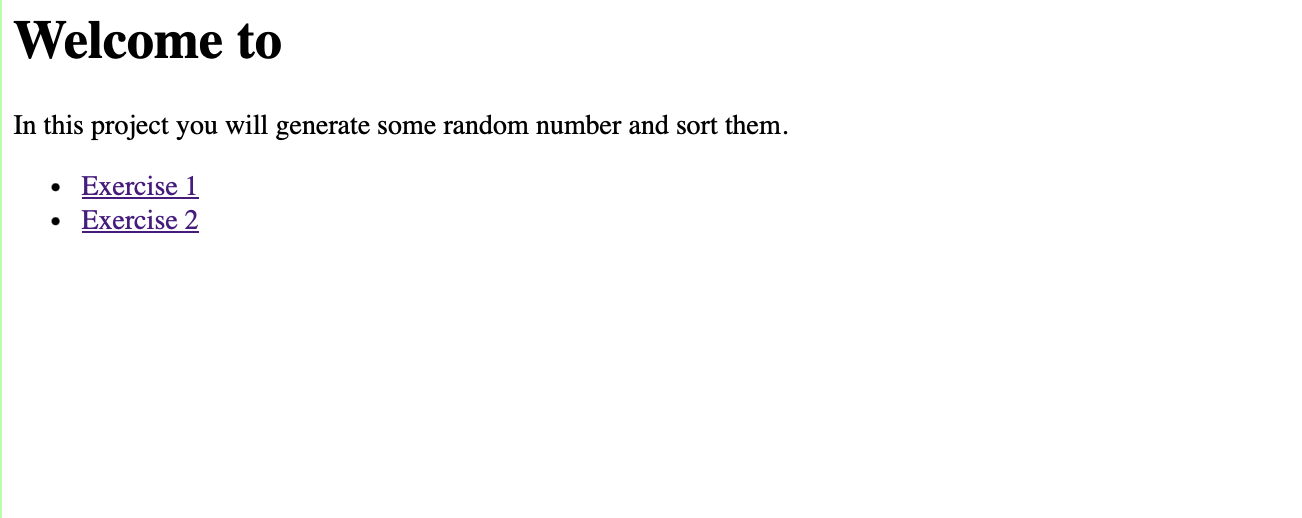 Welcome to
In this project you will generate some random number and sort them.
Exercise 1
Exercise 2